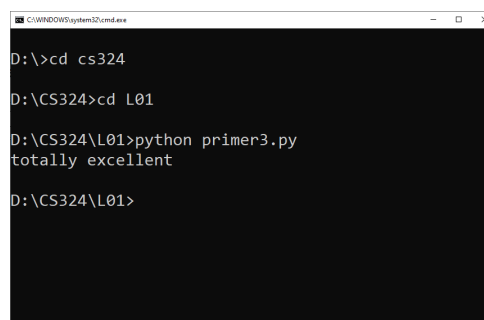 C:\WINDOWS\system32\cmd.exe
D:\>cd cs324
D:\CS324>cd L01
D:\CS324\L01>python primer3.py
totally excellent
D:\CS324\L01>